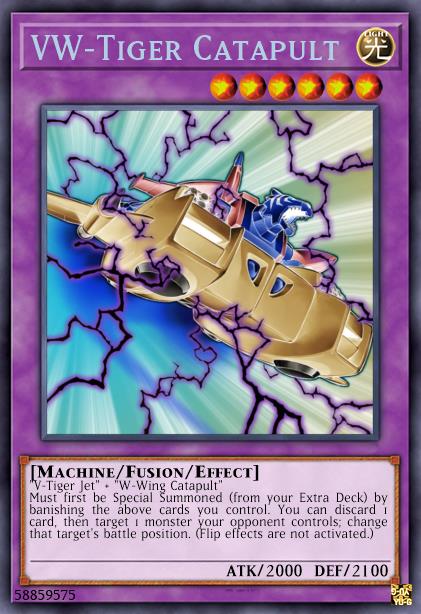 VW-Tiger Catapult
LIGHT
光
[Machine/Fusion/Effect]
"V-Tiger Jet" + "W-Wing Catapult"
Must first be Special Summoned (from your Extra Deck) by
banishing the above cards you control. You can discard 1
card, then target 1 monster your opponent controls; change
that target's battle position. (Flip effects are not activated.)
ATK/2000 DEF/2100
58859575